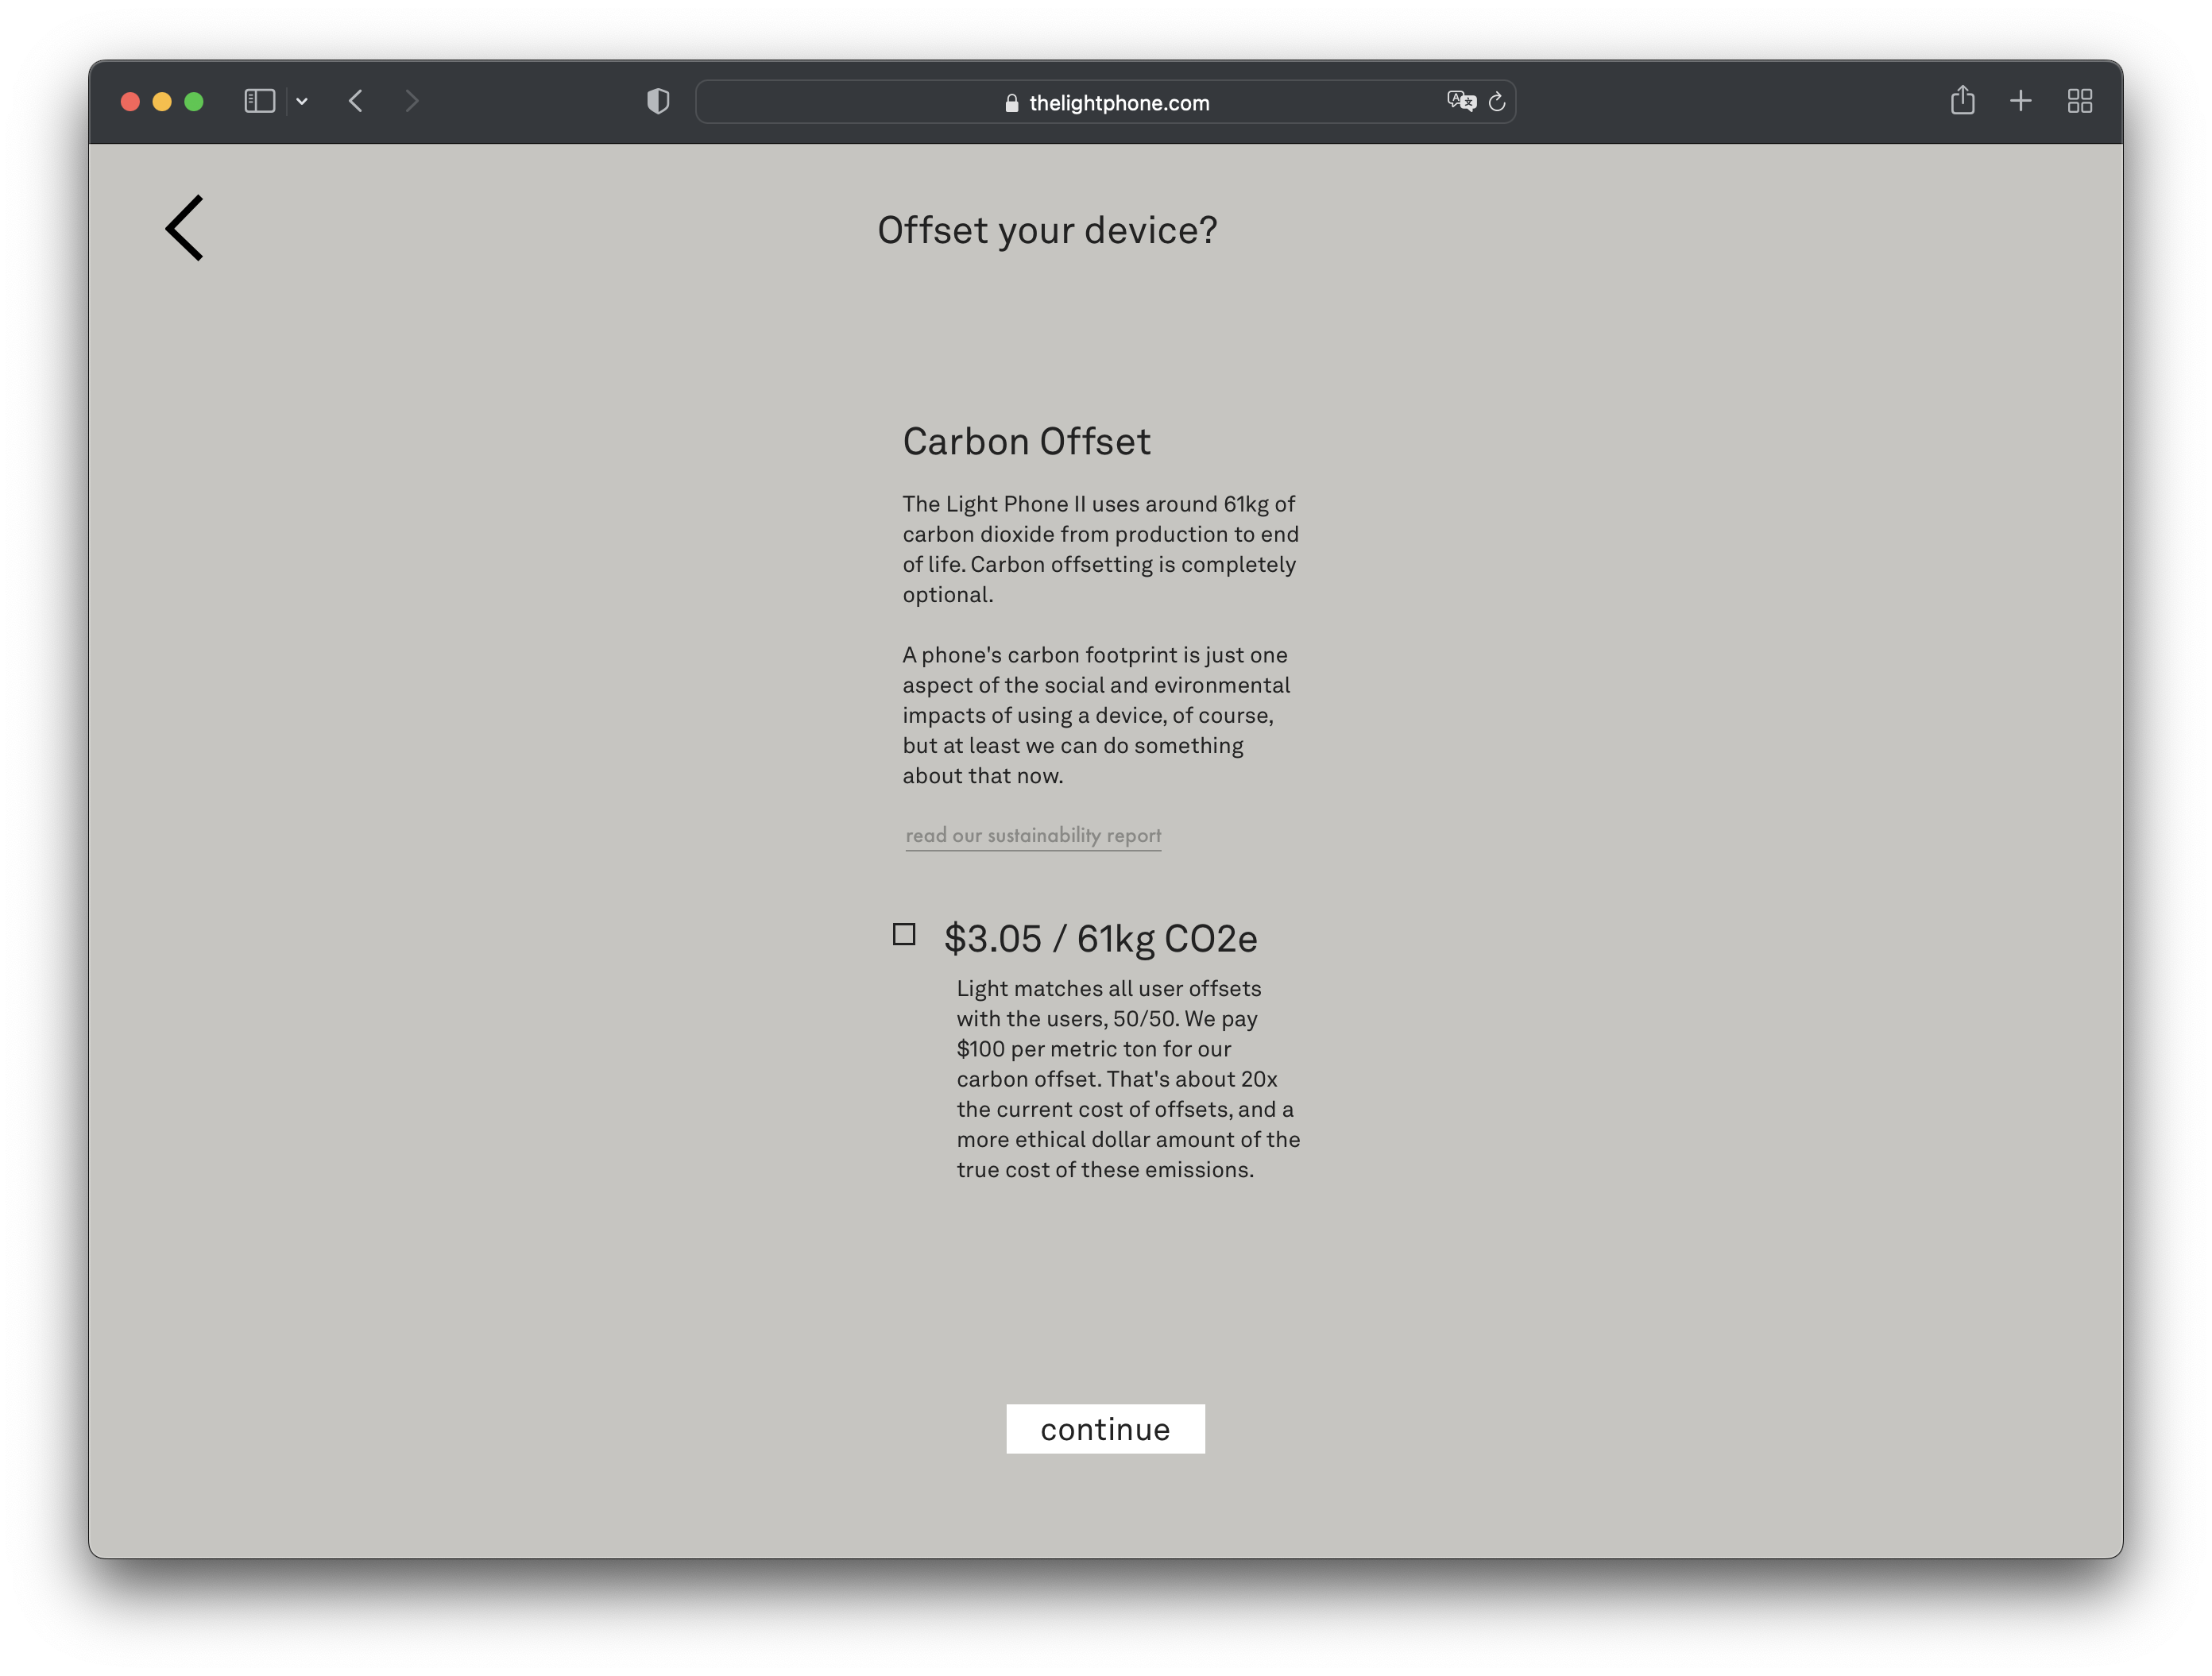 thelightphone.com
Offset your device?
Carbon Offset
The Light Phone II uses around 61kg of
carbon dioxide from production to end
of life. Carbon offsetting is completely
optional.
A phone's carbon footprint is just one
aspect of the social and evironmental
impacts of using a device, of course,
but at least we can do something
about that now.
read our sustainability report
$3.05 / 61kg CO2e
Light matches all user offsets
with the users, 50/50. We pay
$100 per metric ton for our
carbon offset. That's about 20x
the current cost of offsets, and a
more ethical dollar amount of the
true cost of these emissions.
continue